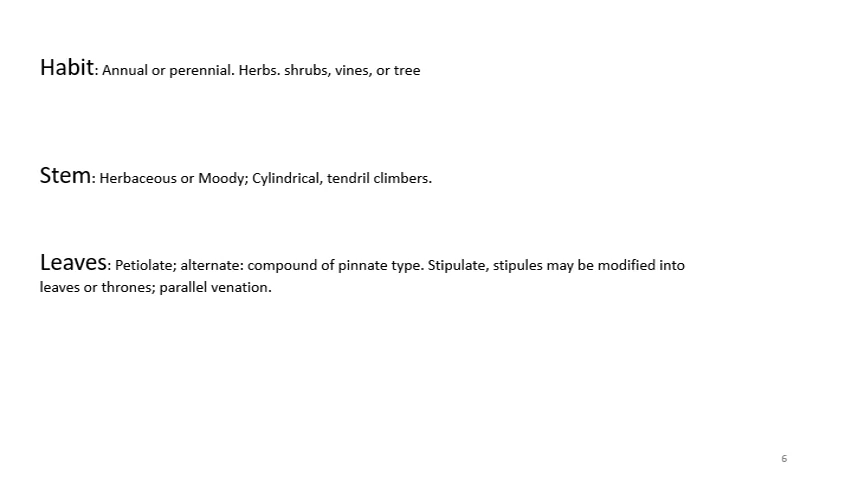 Habit: Annual or perennial. Herbs. shrubs, vines, or tree
Stem: Herbaceous or Moody; Cylindrical, tendril climbers.
Leaves: Petiolate; alternate: compound of pinnate type. Stipulate, stipules may be modified into
leaves or thrones; parallel venation.
6